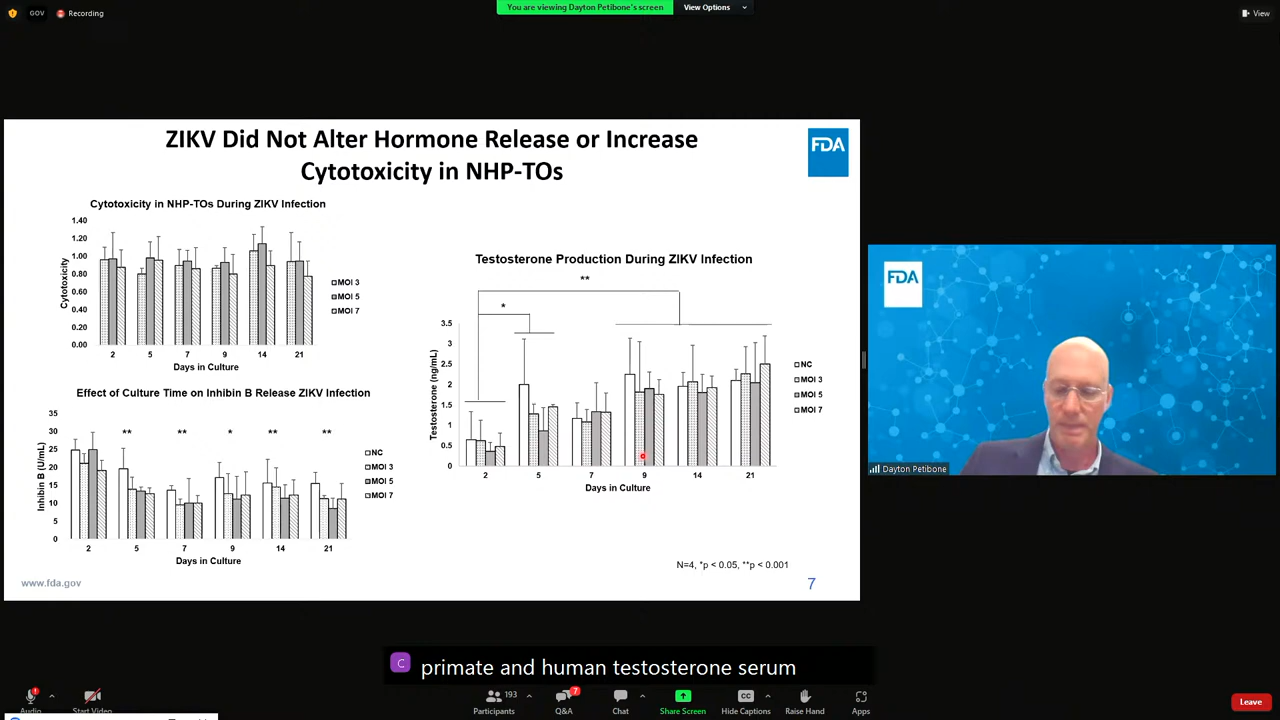 Recording
GOV
You are viewing Dayton Petibone's screen
View Options
View
ZIKV Did Not Alter Hormone Release or Increase
Cytotoxicity in NHP-TOs
FDA
Cytotoxicity in NHP-TOs During ZIKV Infection
1.40
1.20
1.00
0.80
0.60
0.40
0.20
0.00
Cytotoxicity
2 5 7 9 14 21
Days in Culture
MOI 3
MOI 5
MOI 7
Effect of Culture Time on Inhibin B Release ZIKV Infection
35
30
25
20
15
10
5
0
Inhibin B (U/mL)
** ** * ** **
2 5 7 9 14 21
Days in Culture
NC
MOI 3
MOI 5
MOI 7
Testosterone Production During ZIKV Infection
**
*
3.5
3
2.5
2
1.5
1
0.5
0
Testosterone (ng/mL)
2 5 7 9 14 21
Days in Culture
NC
MOI 3
MOI 5
MOI 7
N=4, *p < 0.05, **p < 0.001
www.fda.gov
7
FDA
Dayton Petibone
C
primate and human testosterone serum
Audio
Start Video
193
Participants
7
Q&A
Chat
Share Screen
CC
Hide Captions
Raise Hand
Apps
Leave